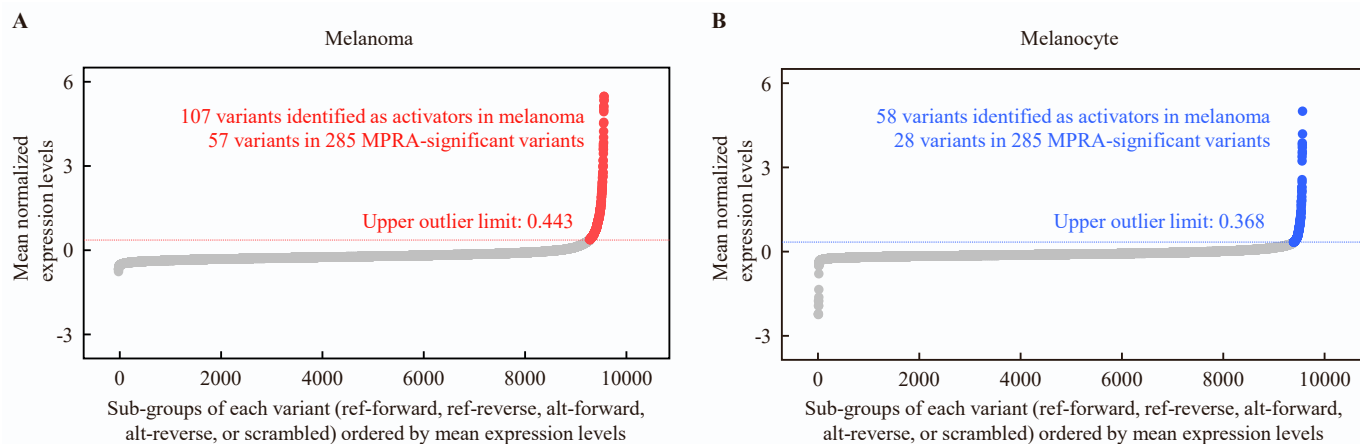 A
Melanoma
Mean normalized
expression levels
6
3
0
-3
107 variants identified as activators in melanoma
57 variants in 285 MPRA-significant variants
Upper outlier limit: 0.443
0
2000
4000
6000
8000
10000
Sub-groups of each variant (ref-forward, ref-reverse, alt-forward,
alt-reverse, or scrambled) ordered by mean expression levels
B
Melanocyte
Mean normalized
expression levels
6
3
0
-3
58 variants identified as activators in melanoma
28 variants in 285 MPRA-significant variants
Upper outlier limit: 0.368
0
2000
4000
6000
8000
10000
Sub-groups of each variant (ref-forward, ref-reverse, alt-forward,
alt-reverse, or scrambled) ordered by mean expression levels